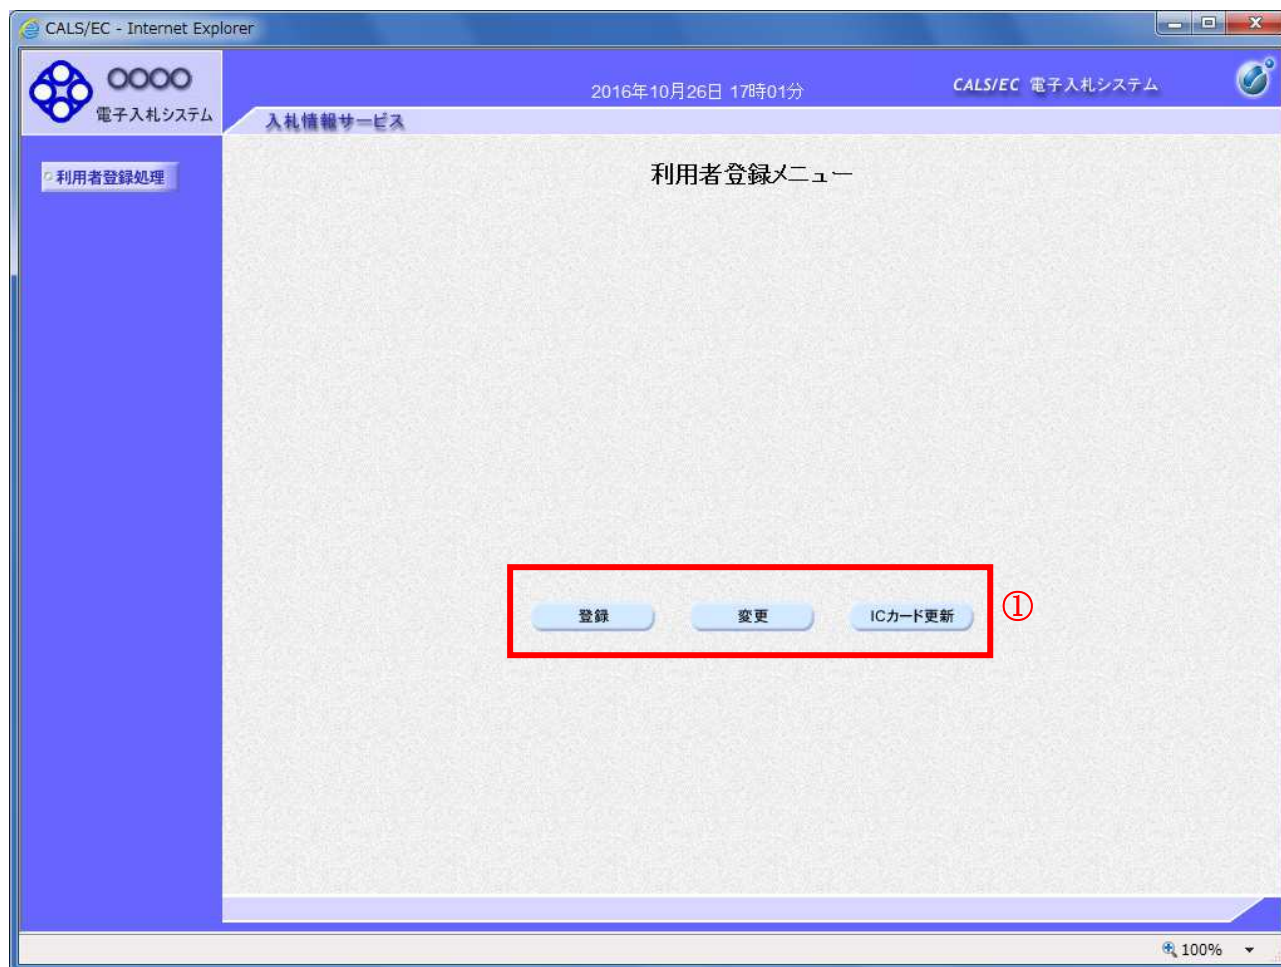 CALS/EC - Internet Explorer
〇〇〇〇
電子入札システム
2016年10月26日 17時01分
CALS/EC 電子入札システム
入札情報サービス
利用者登録処理
利用者登録メニュー
登録
変更
ICカード更新
①
100%